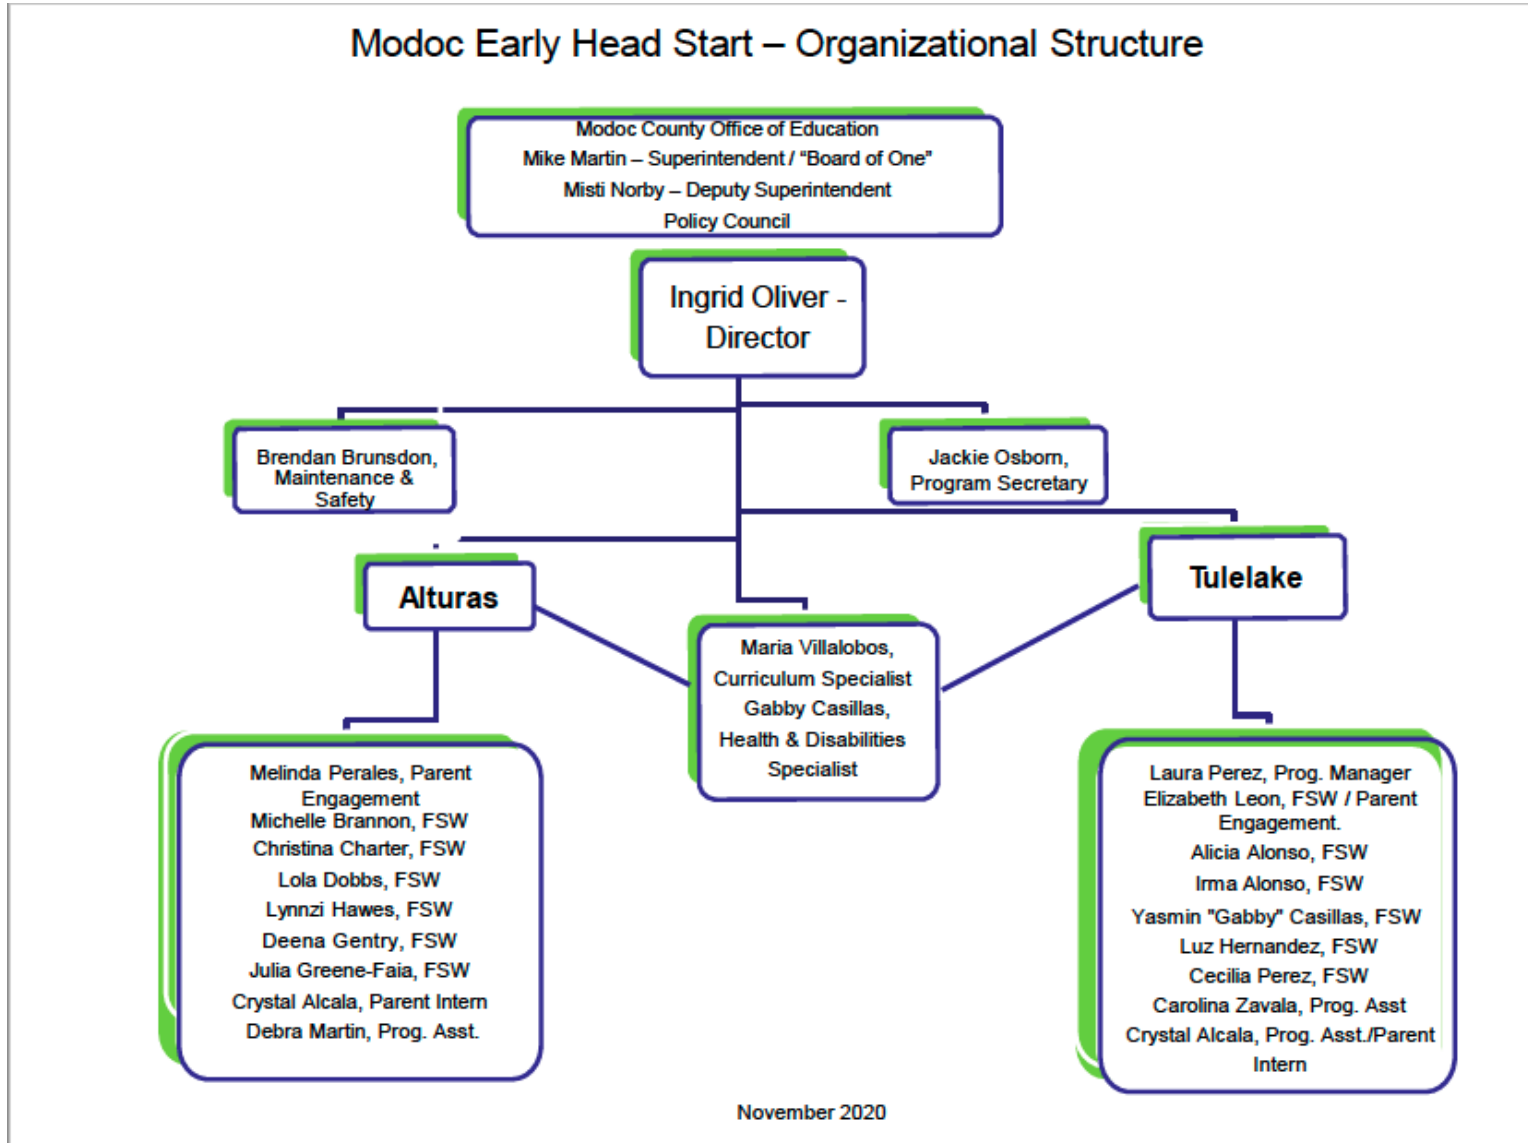 Modoc Early Head Start – Organizational Structure
Modoc County Office of Education
Mike Martin – Superintendent / “Board of One”
Misti Norby – Deputy Superintendent
Policy Council
Ingrid Oliver -
Director
Brendan Brunsdon,
Maintenance &
Safety
Jackie Osborn,
Program Secretary
Alturas
Tulelake
Maria Villalobos,
Curriculum Specialist
Gabby Casillas,
Health & Disabilities
Specialist
Melinda Perales, Parent
Engagement
Michelle Brannon, FSW
Christina Charter, FSW
Lola Dobbs, FSW
Lynnzi Hawes, FSW
Deena Gentry, FSW
Julia Greene-Faia, FSW
Crystal Alcala, Parent Intern
Debra Martin, Prog. Asst.
Laura Perez, Prog. Manager
Elizabeth Leon, FSW / Parent
Engagement.
Alicia Alonso, FSW
Irma Alonso, FSW
Yasmin "Gabby" Casillas, FSW
Luz Hernandez, FSW
Cecilia Perez, FSW
Carolina Zavala, Prog. Asst
Crystal Alcala, Prog. Asst./Parent
Intern
November 2020